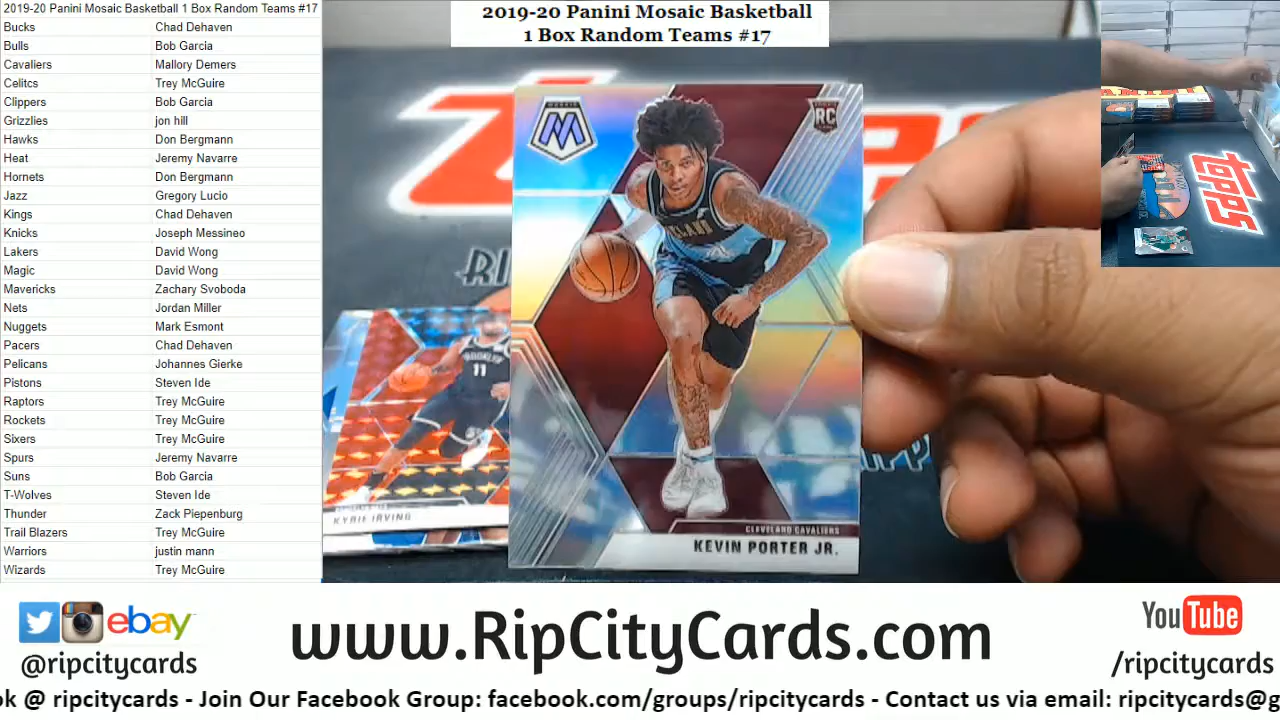 2019-20 Panini Mosaic Basketball 1 Box Random Teams #17
Bucks Chad Dehaven
Bulls Bob Garcia
Cavaliers Mallory Demers
Celitcs Trey McGuire
Clippers Bob Garcia
Grizzlies jon hill
Hawks Don Bergmann
Heat Jeremy Navarre
Hornets Don Bergmann
Jazz Gregory Lucio
Kings Chad Dehaven
Knicks Joseph Messineo
Lakers David Wong
Magic David Wong
Mavericks Zachary Svoboda
Nets Jordan Miller
Nuggets Mark Esmont
Pacers Chad Dehaven
Pelicans Johannes Gierke
Pistons Steven Ide
Raptors Trey McGuire
Rockets Trey McGuire
Sixers Trey McGuire
Spurs Jeremy Navarre
Suns Bob Garcia
T-Wolves Steven Ide
Thunder Zack Piepenburg
Trail Blazers Trey McGuire
Warriors justin mann
Wizards Trey McGuire
2019-20 Panini Mosaic Basketball
1 Box Random Teams #17
MOSAIC
M
RC
BROOKLYN
11
KYRIE IRVING
CLEVELAND CAVALIERS
KEVIN PORTER JR.
topps
ebay
@ripcitycards
www.RipCityCards.com
YouTube
/ripcitycards
ok @ ripcitycards - Join Our Facebook Group: facebook.com/groups/ripcitycards - Contact us via email: ripcitycards@g